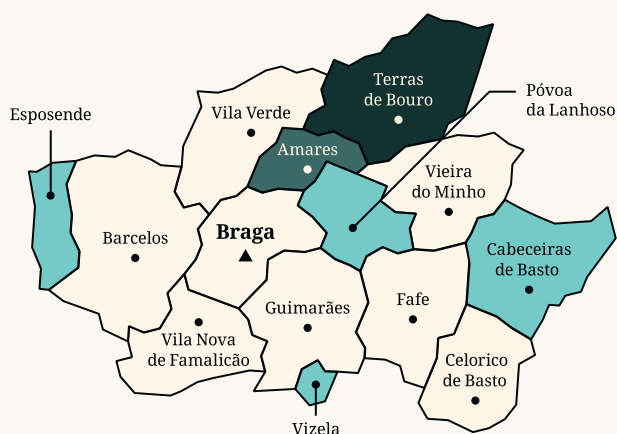 Terras
de Bouro
Póvoa
da Lanhoso
Esposende
Vila Verde
Amares
Vieira
do Minho
Barcelos
Braga
Cabeceiras
de Basto
Guimarães
Fafe
Vila Nova
de Famalicão
Celorico
de Basto
Vizela